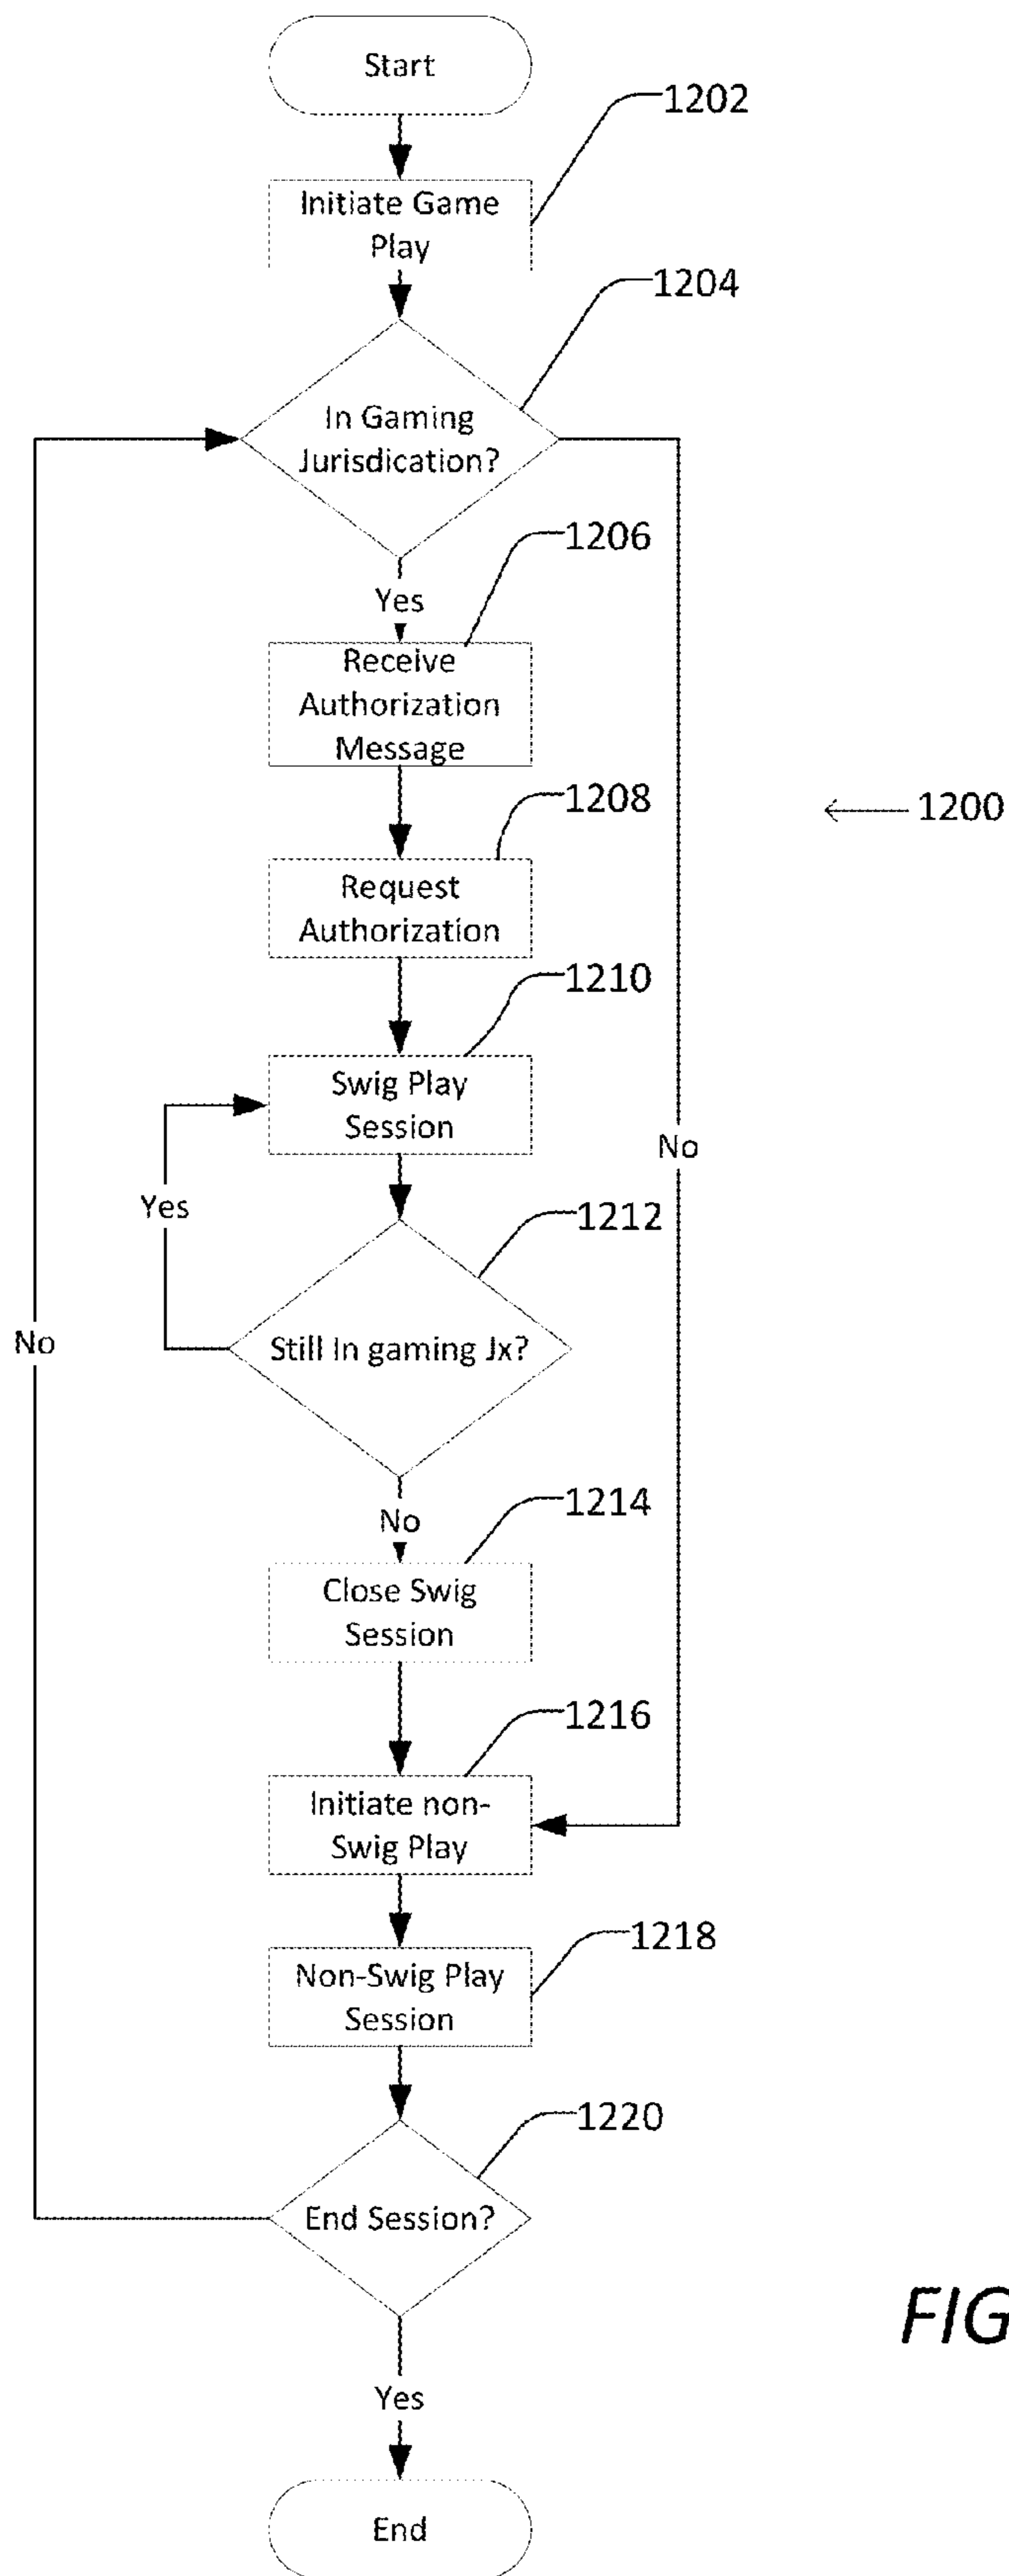 Start
1202
Initiate Game
Play
1204
In Gaming
Jurisdication?
1206
Yes
Receive
Authorization
Message
1208
1200
Request
Authorization
1210
Swig Play
Session
No
Yes
1212
No
Still In gaming Jx?
1214
No
Close Swig
Session
1216
Initiate non-
Swig Play
1218
Non-Swig Play
Session
1220
End Session?
FIG
Yes
End